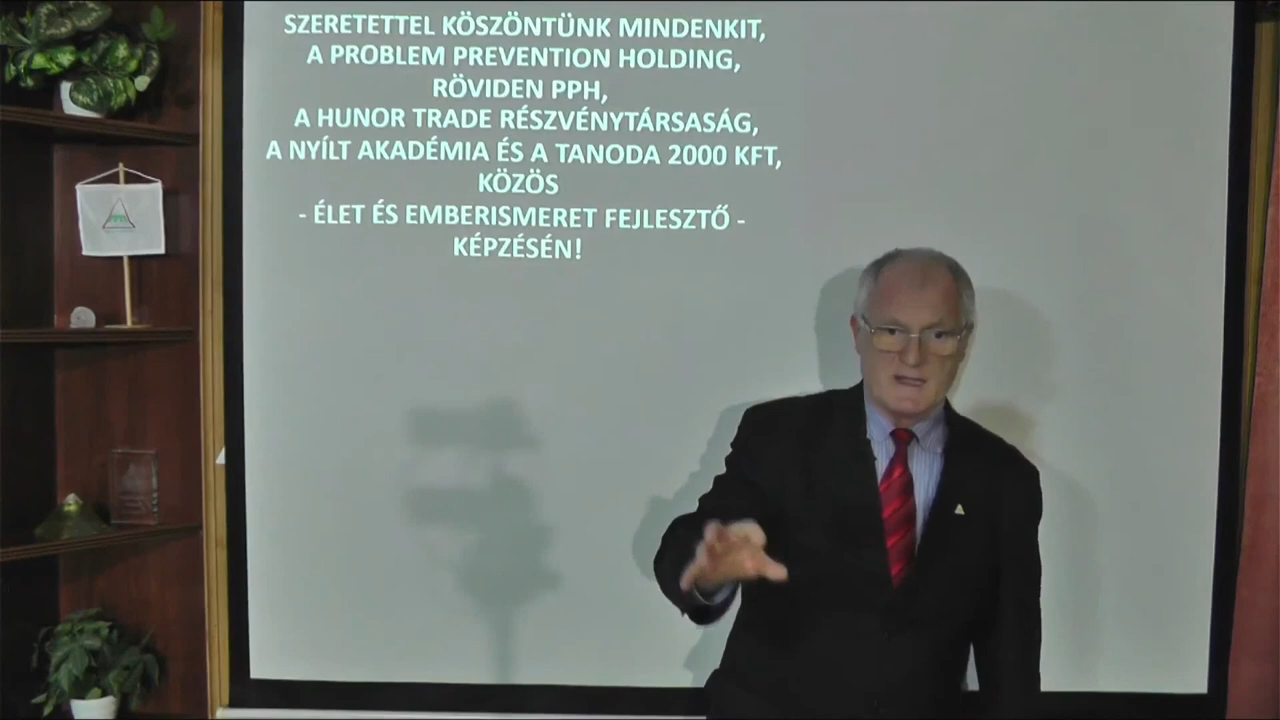 SZERETETTEL KÖSZÖNTÜNK MINDENKIT,
A PROBLEM PREVENTION HOLDING,
RÖVIDEN PPH,
A HUNOR TRADE RÉSZVÉNYTÁRSASÁG,
A NYÍLT AKADÉMIA ÉS A TANODA 2000 KFT,
KÖZÖS
- ÉLET ÉS EMBERISMERET FEJLESZTŐ -
KÉPZÉSÉN!